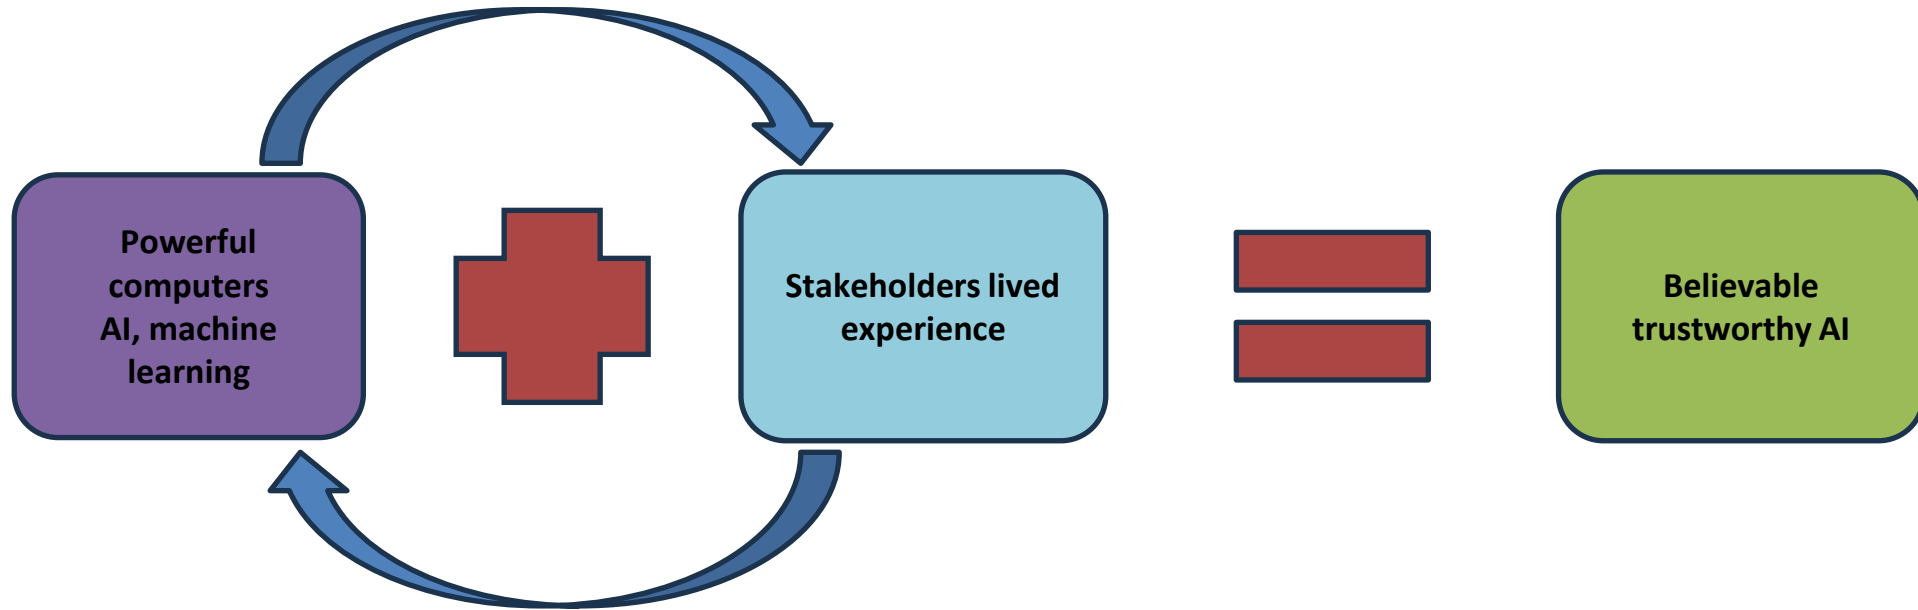 Powerful
computers
AI, machine
learning
Stakeholders lived
experience
Believable
trustworthy AI